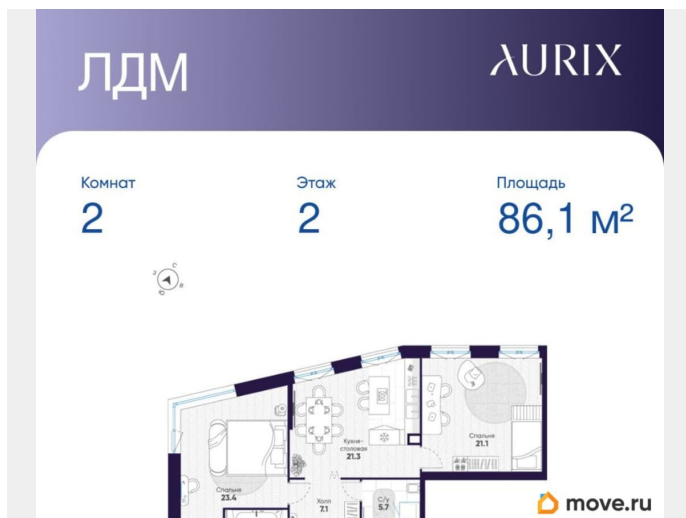 ЛДМ
AURIX
Комнат
Этаж
Площадь
2
2
86,1 м²
С
В
Ю
З
Спальня
21.1
Кухня-
столовая
21.3
Спальня
23.4
Холл
7.1
С/у
5.7
move.ru